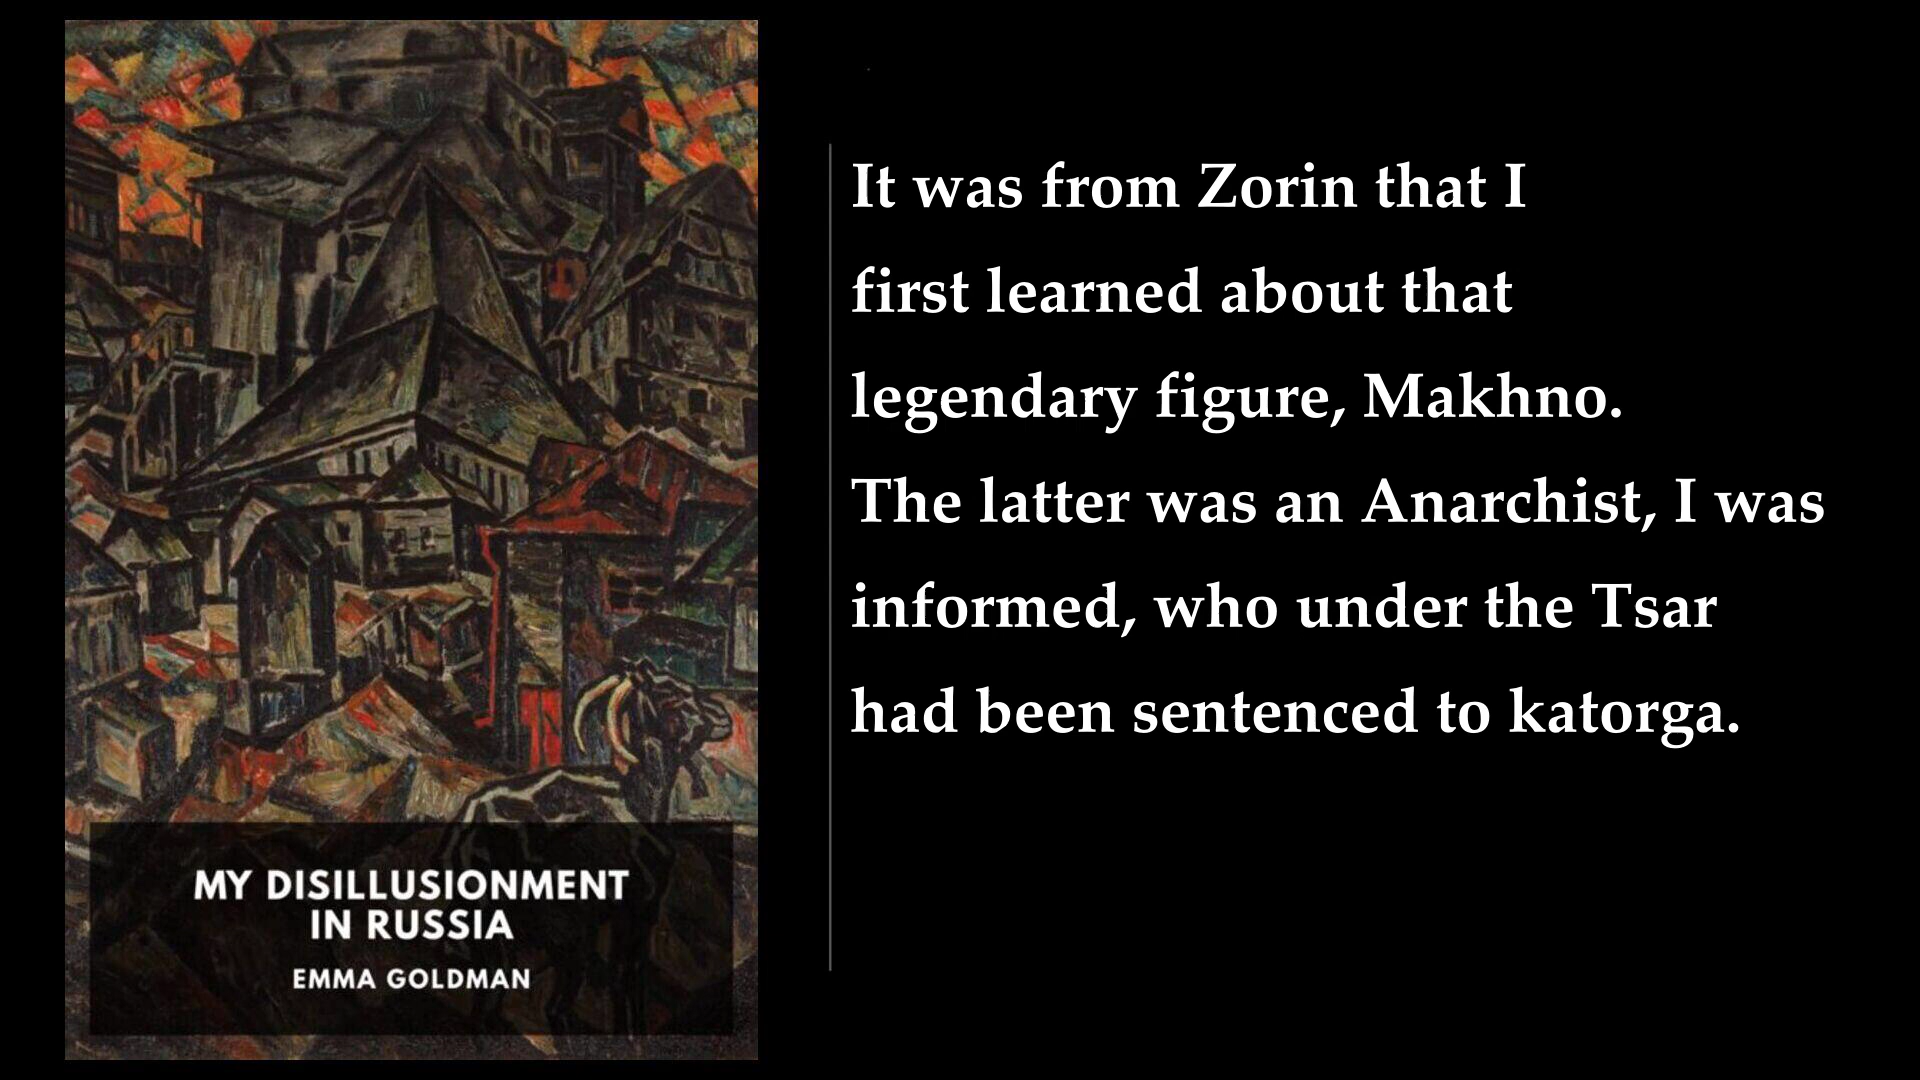 MY DISILLUSIONMENT
IN RUSSIA
EMMA GOLDMAN
It was from Zorin that I
first learned about that
legendary figure, Makhno.
The latter was an Anarchist, I was
informed, who under the Tsar
had been sentenced to katorga.